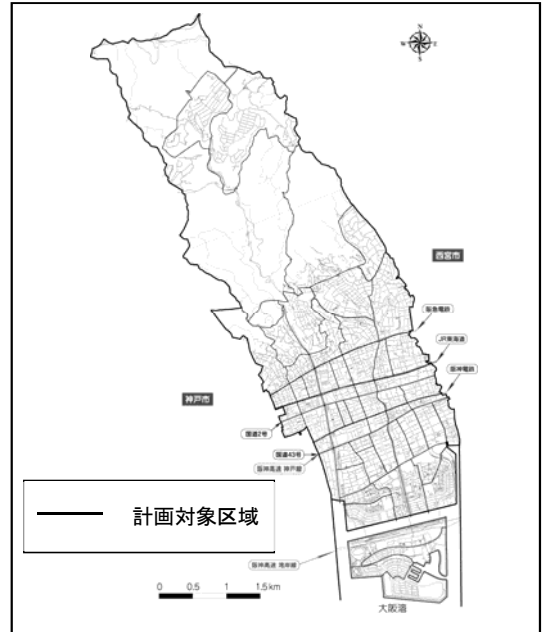 N
W E
S
西宮市
阪急電鉄
JR東海道
阪神電鉄
神戸市
国道2号
国道43号
阪神高速 神戸線
計画対象区域
阪神高速 湾岸線
0 0.5 1 1.5km
大阪湾